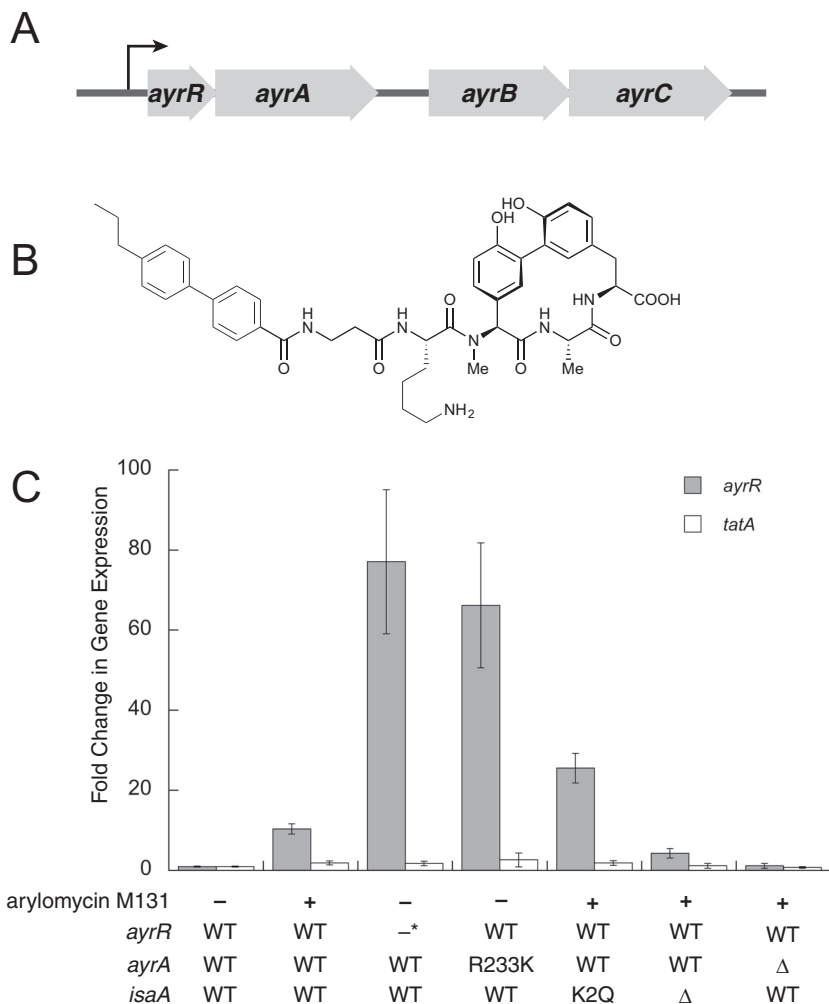 A
ayrR ayrA ayrB ayrC
B
HO
OH
H
N
O
H
N
O
O
N
Me
O
H
N
Me
O
HN
COOH
NH2
C
Fold Change in Gene Expression
100
80
60
40
20
0
ayrR
tatA
arylomycin M131 – + – – + + +
ayrR WT WT –* WT WT WT WT
ayrA WT WT WT R233K WT WT Δ
isaA WT WT WT WT K2Q Δ WT